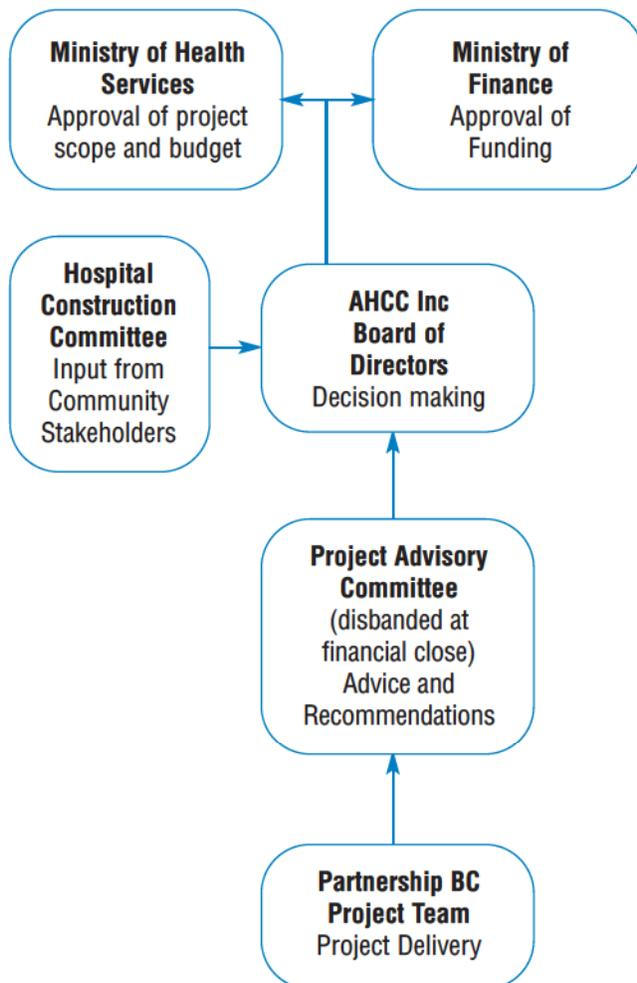 Ministry of Health
Services
Approval of project
scope and budget
Ministry of
Finance
Approval of
Funding
Hospital
Construction
Committee
Input from
Community
Stakeholders
AHCC Inc
Board of
Directors
Decision making
Project Advisory
Committee
(disbanded at
financial close)
Advice and
Recommendations
Partnership BC
Project Team
Project Delivery